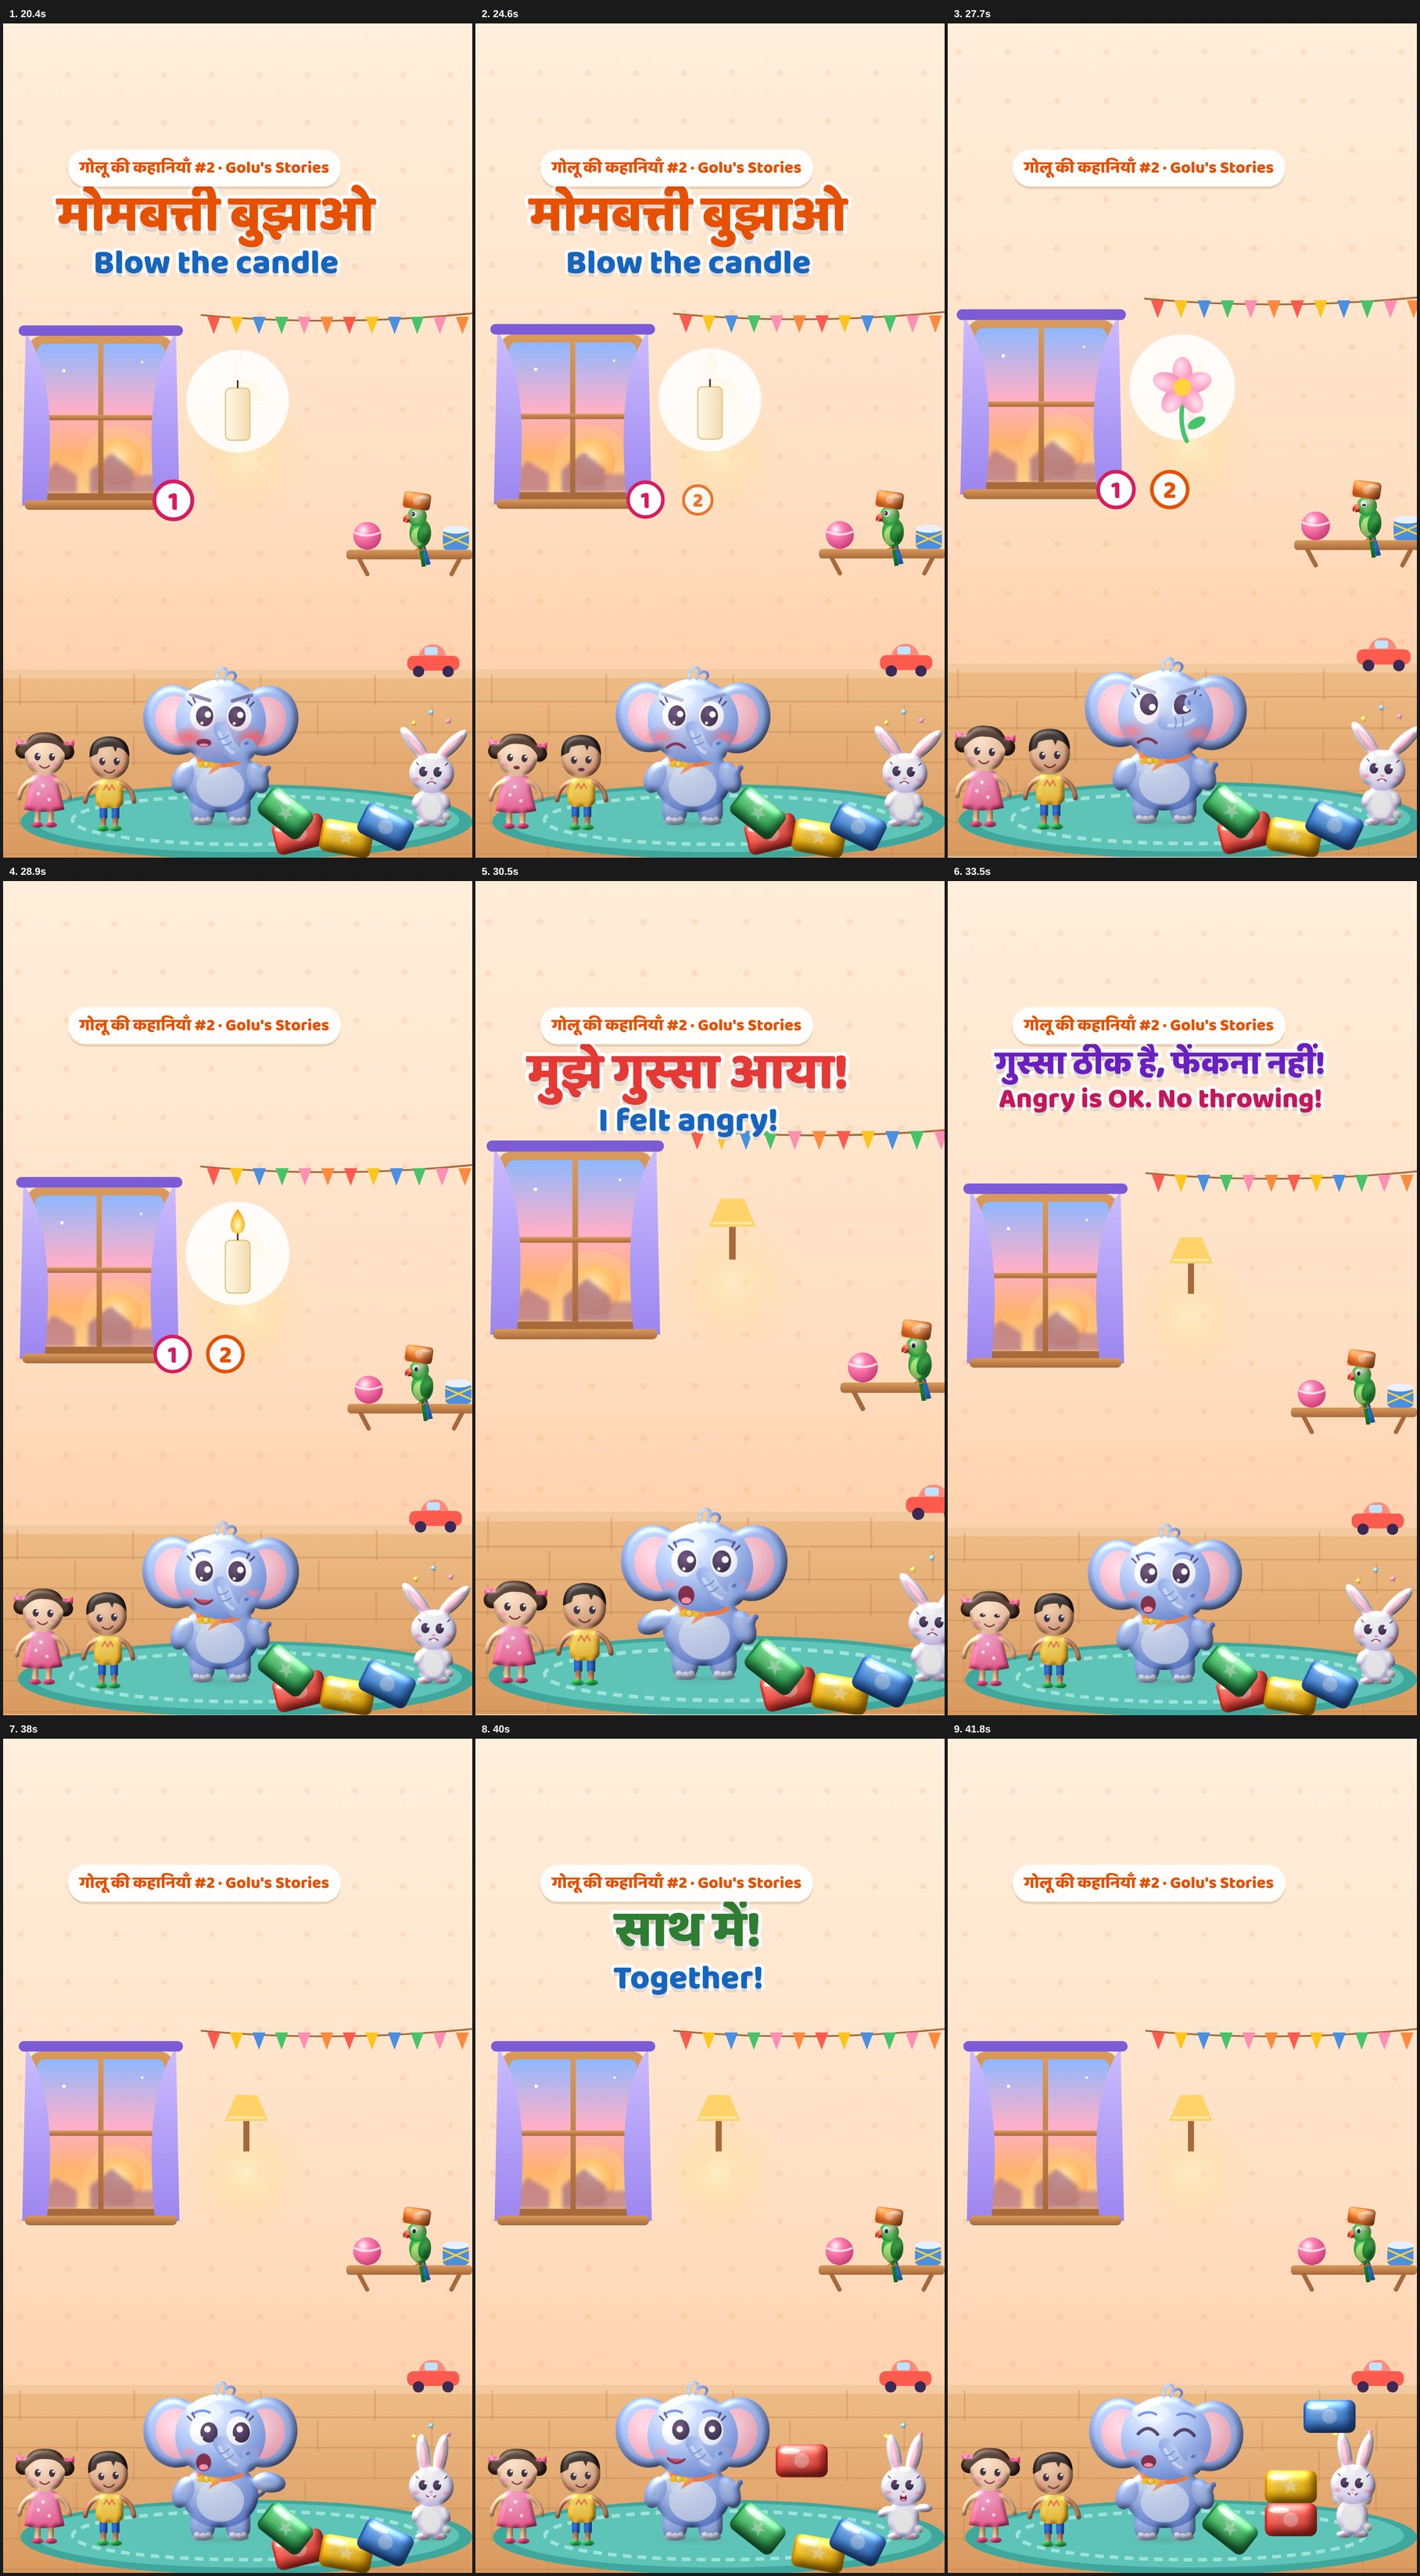 1. 20.4s
गोलू की कहानियाँ #2 · Golu's Stories
मोमबत्ती बुझाओ
Blow the candle
1
2. 24.6s
गोलू की कहानियाँ #2 · Golu's Stories
मोमबत्ती बुझाओ
Blow the candle
1 2
3. 27.7s
गोलू की कहानियाँ #2 · Golu's Stories
1 2
4. 28.9s
गोलू की कहानियाँ #2 · Golu's Stories
1 2
5. 30.5s
गोलू की कहानियाँ #2 · Golu's Stories
मुझे गुस्सा आया!
I felt angry!
6. 33.5s
गोलू की कहानियाँ #2 · Golu's Stories
गुस्सा ठीक है, फेंकना नहीं!
Angry is OK. No throwing!
7. 38s
गोलू की कहानियाँ #2 · Golu's Stories
8. 40s
गोलू की कहानियाँ #2 · Golu's Stories
साथ में!
Together!
9. 41.8s
गोलू की कहानियाँ #2 · Golu's Stories